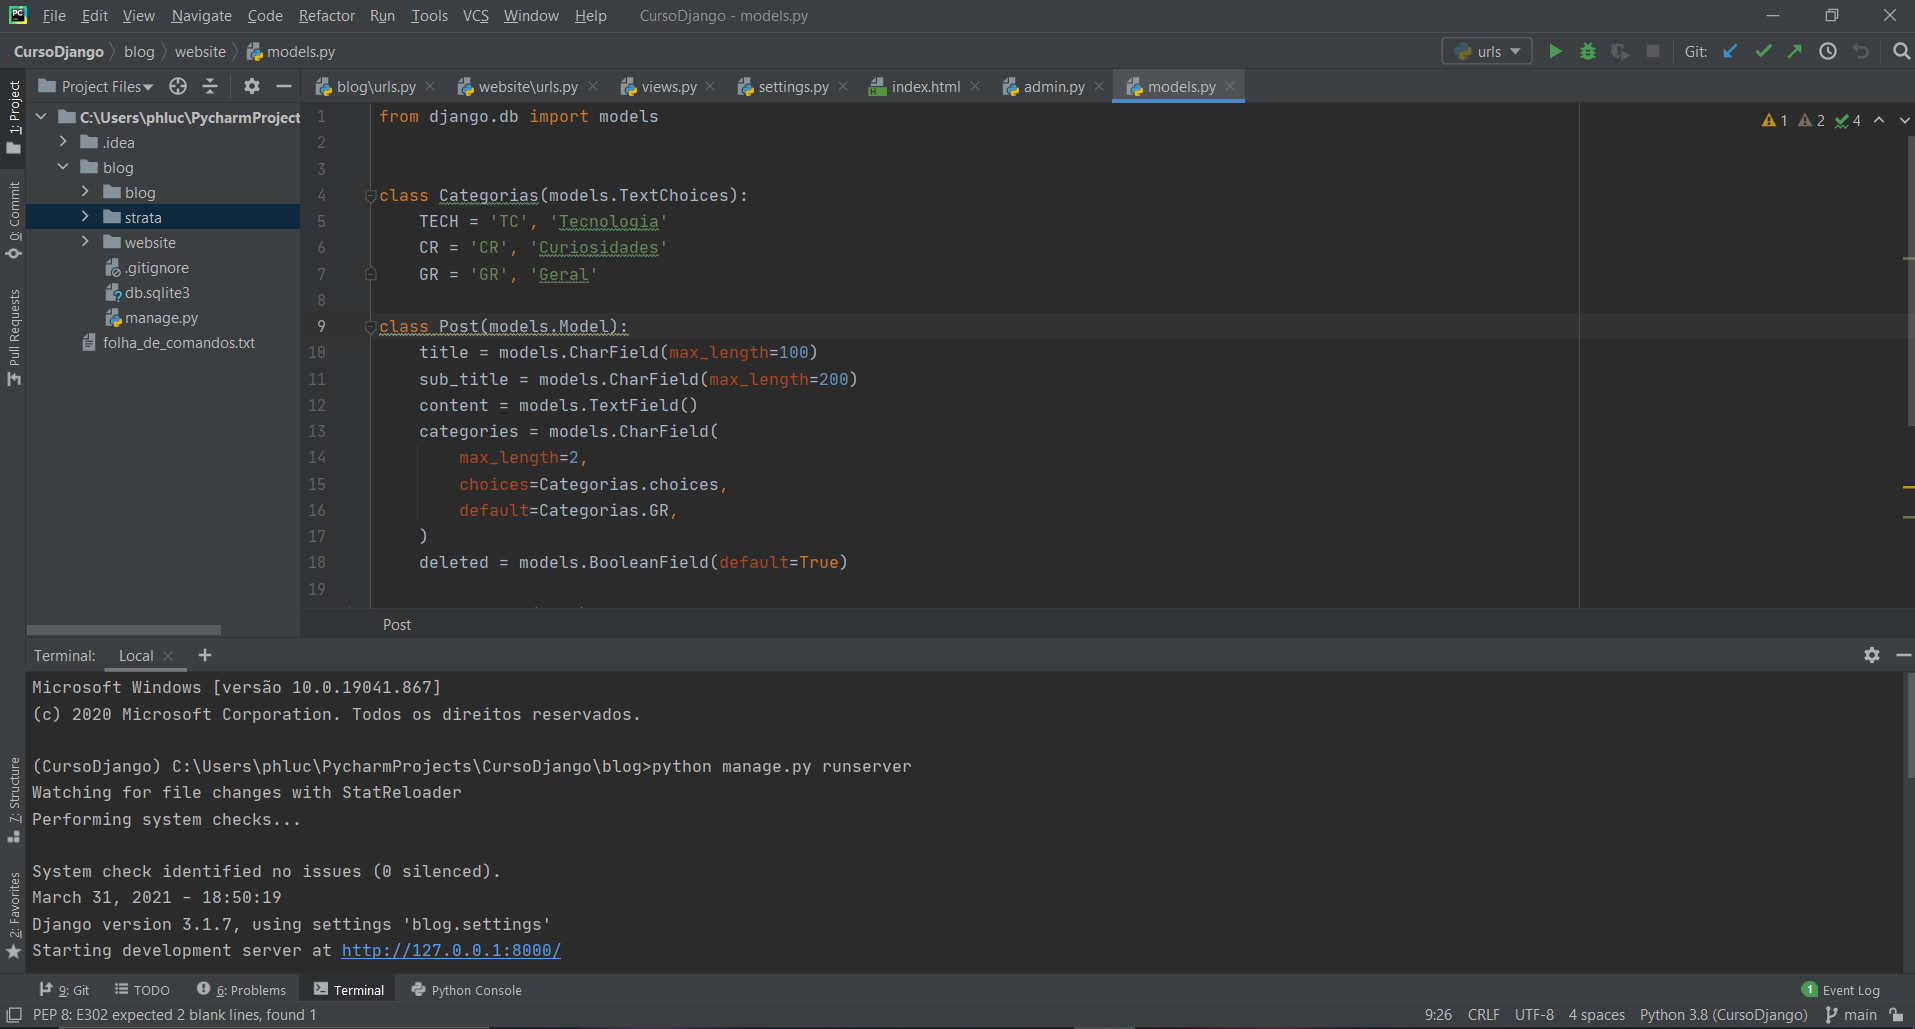 PC File Edit View Navigate Code Refactor Run Tools VCS Window Help CursoDjango - models.py
CursoDjango blog website models.py urls Git:
Project Files blog\urls.py website\urls.py views.py settings.py index.html admin.py models.py
1: Project
0: Commit
Pull Requests
7: Structure
2: Favorites
C:\Users\phluc\PycharmProject
.idea
blog
blog
strata
website
.gitignore
db.sqlite3
manage.py
folha_de_comandos.txt
1 2 4
1 from django.db import models
2
3
4 class Categorias(models.TextChoices):
5 TECH = 'TC', 'Tecnologia'
6 CR = 'CR', 'Curiosidades'
7 GR = 'GR', 'Geral'
8
9 class Post(models.Model):
10 title = models.CharField(max_length=100)
11 sub_title = models.CharField(max_length=200)
12 content = models.TextField()
13 categories = models.CharField(
14 max_length=2,
15 choices=Categorias.choices,
16 default=Categorias.GR,
17 )
18 deleted = models.BooleanField(default=True)
19
Post
Terminal: Local
Microsoft Windows [versão 10.0.19041.867]
(c) 2020 Microsoft Corporation. Todos os direitos reservados.
(CursoDjango) C:\Users\phluc\PycharmProjects\CursoDjango\blog>python manage.py runserver
Watching for file changes with StatReloader
Performing system checks...
System check identified no issues (0 silenced).
March 31, 2021 - 18:50:19
Django version 3.1.7, using settings 'blog.settings'
Starting development server at http://127.0.0.1:8000/
9: Git TODO 6: Problems Terminal Python Console 1 Event Log
PEP 8: E302 expected 2 blank lines, found 1 9:26 CRLF UTF-8 4 spaces Python 3.8 (CursoDjango) main